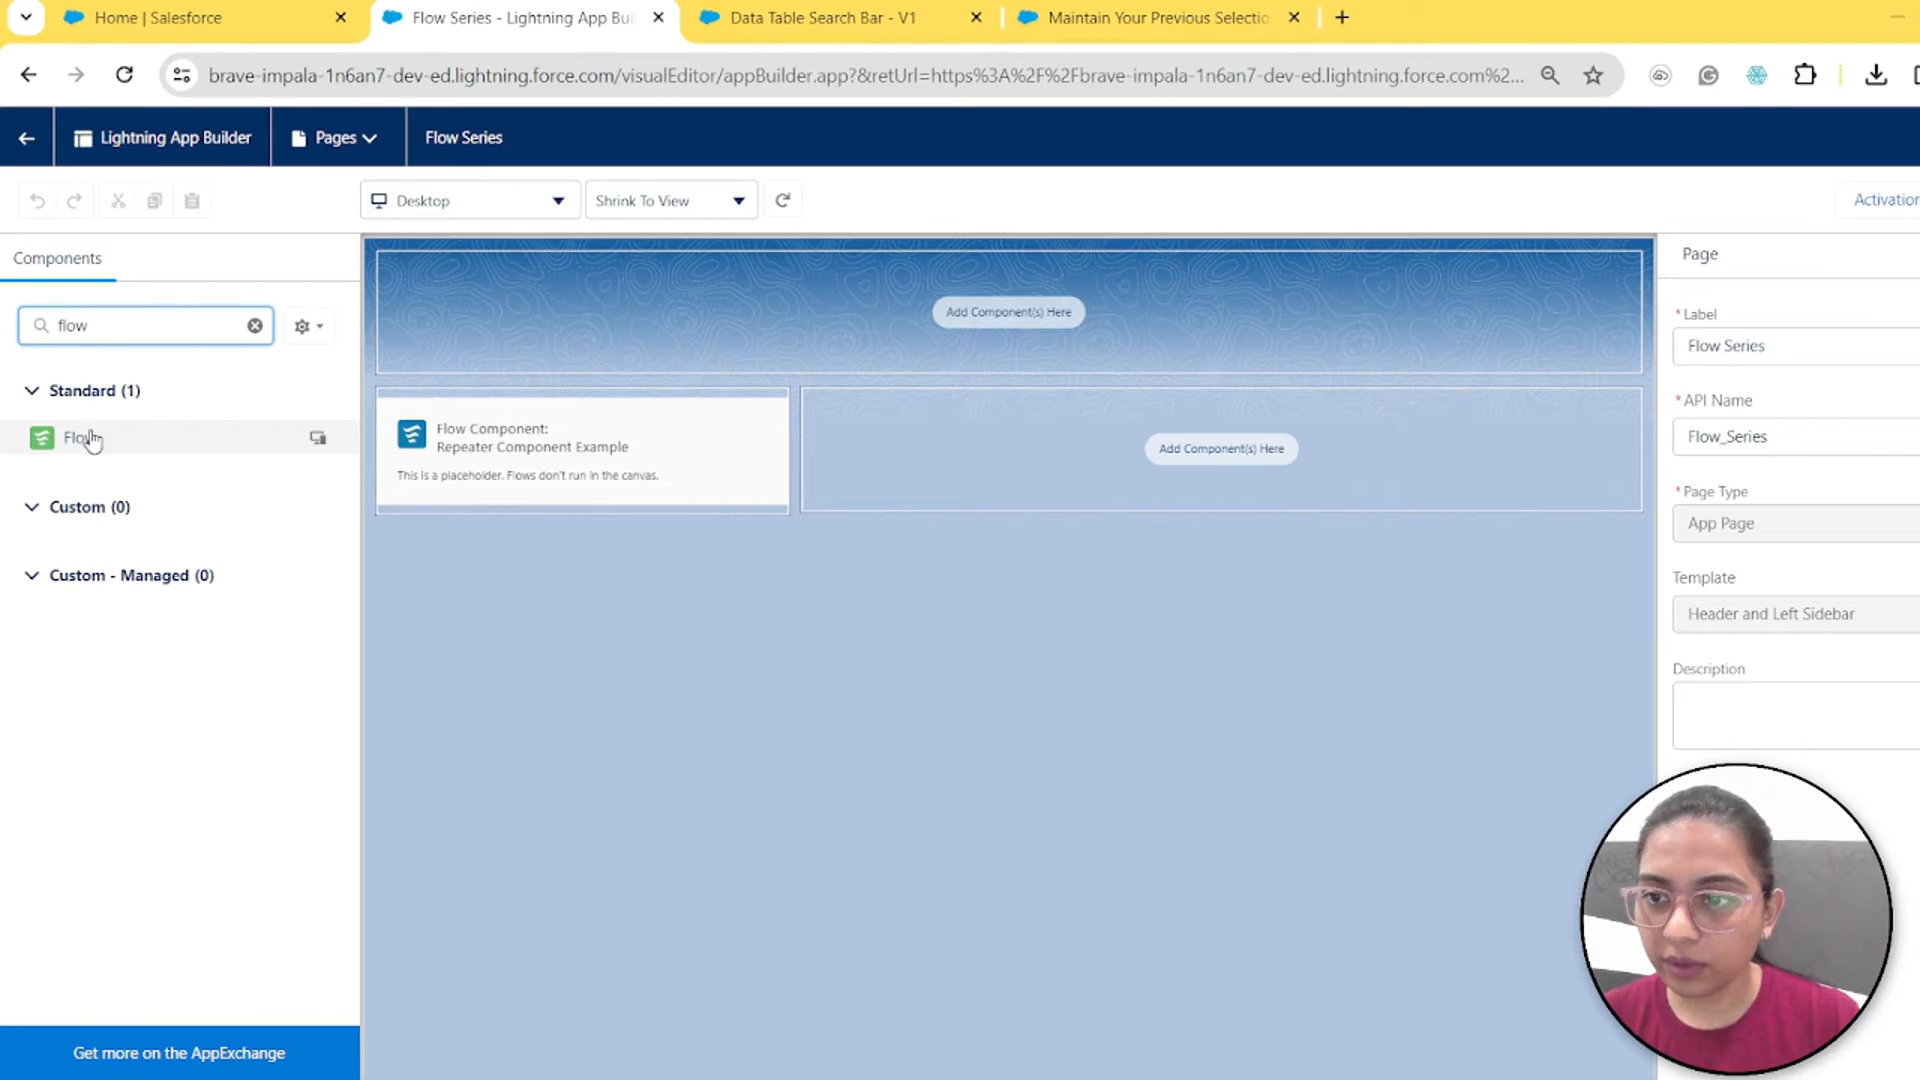 Home | Salesforce
Flow Series - Lightning App Buil
Data Table Search Bar - V1
Maintain Your Previous Selectio
brave-impala-1n6an7-dev-ed.lightning.force.com/visualEditor/appBuilder.app?&retUrl=https%3A%2F%2Fbrave-impala-1n6an7-dev-ed.lightning.force.com%2...
Lightning App Builder
Pages
Flow Series
Desktop
Shrink To View
Activation
Components
flow
Standard (1)
Flow
Custom (0)
Custom - Managed (0)
Get more on the AppExchange
Add Component(s) Here
Flow Component:
Repeater Component Example
This is a placeholder. Flows don't run in the canvas.
Add Component(s) Here
Page
* Label
Flow Series
* API Name
Flow_Series
* Page Type
App Page
Template
Header and Left Sidebar
Description